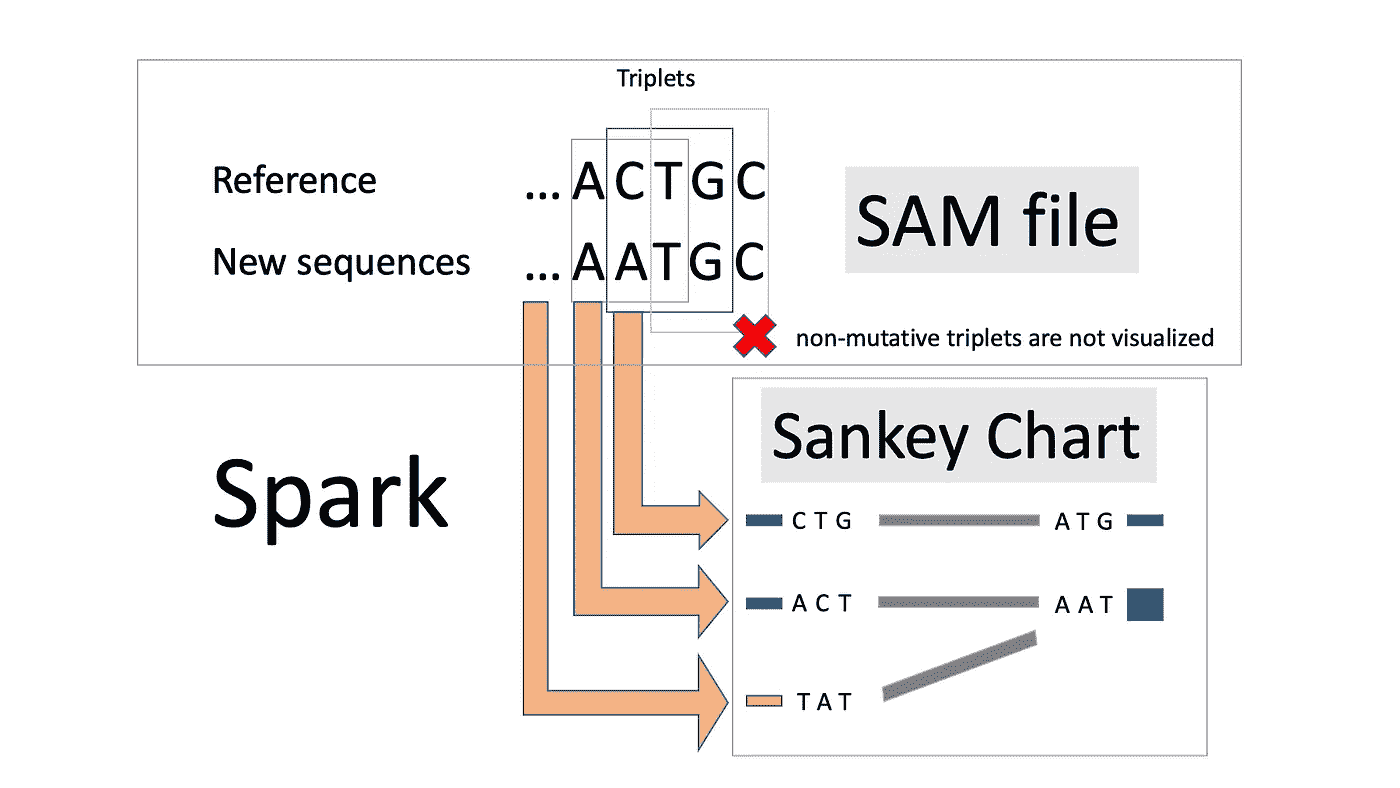 Triplets
Reference ...ACTGC
New sequences ...AATGC
SAM file
non-mutative triplets are not visualized
Spark
Sankey Chart
CTG ATG
ACT AAT
TAT